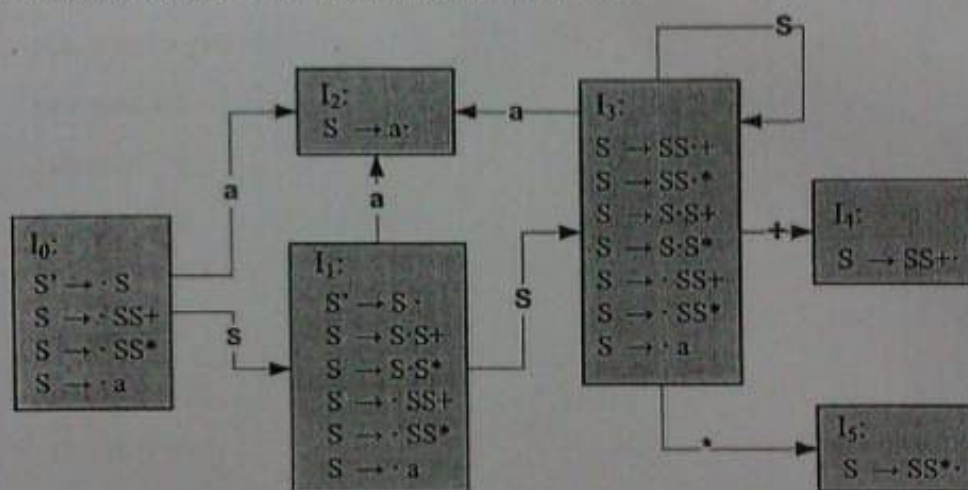 I₀:
S' → · S
S → · SS+
S → · SS*
S → · a
a
S
I₂:
S → a·
a
I₁:
S' → S ·
S → S·S+
S → S·S*
S → · SS+
S → · SS*
S → · a
a
S
I₃:
S → SS·+
S → SS·*
S → S·S+
S → S·S*
S → · SS+
S → · SS*
S → · a
S
+
I₄:
S → SS+·
*
I₅:
S → SS*·